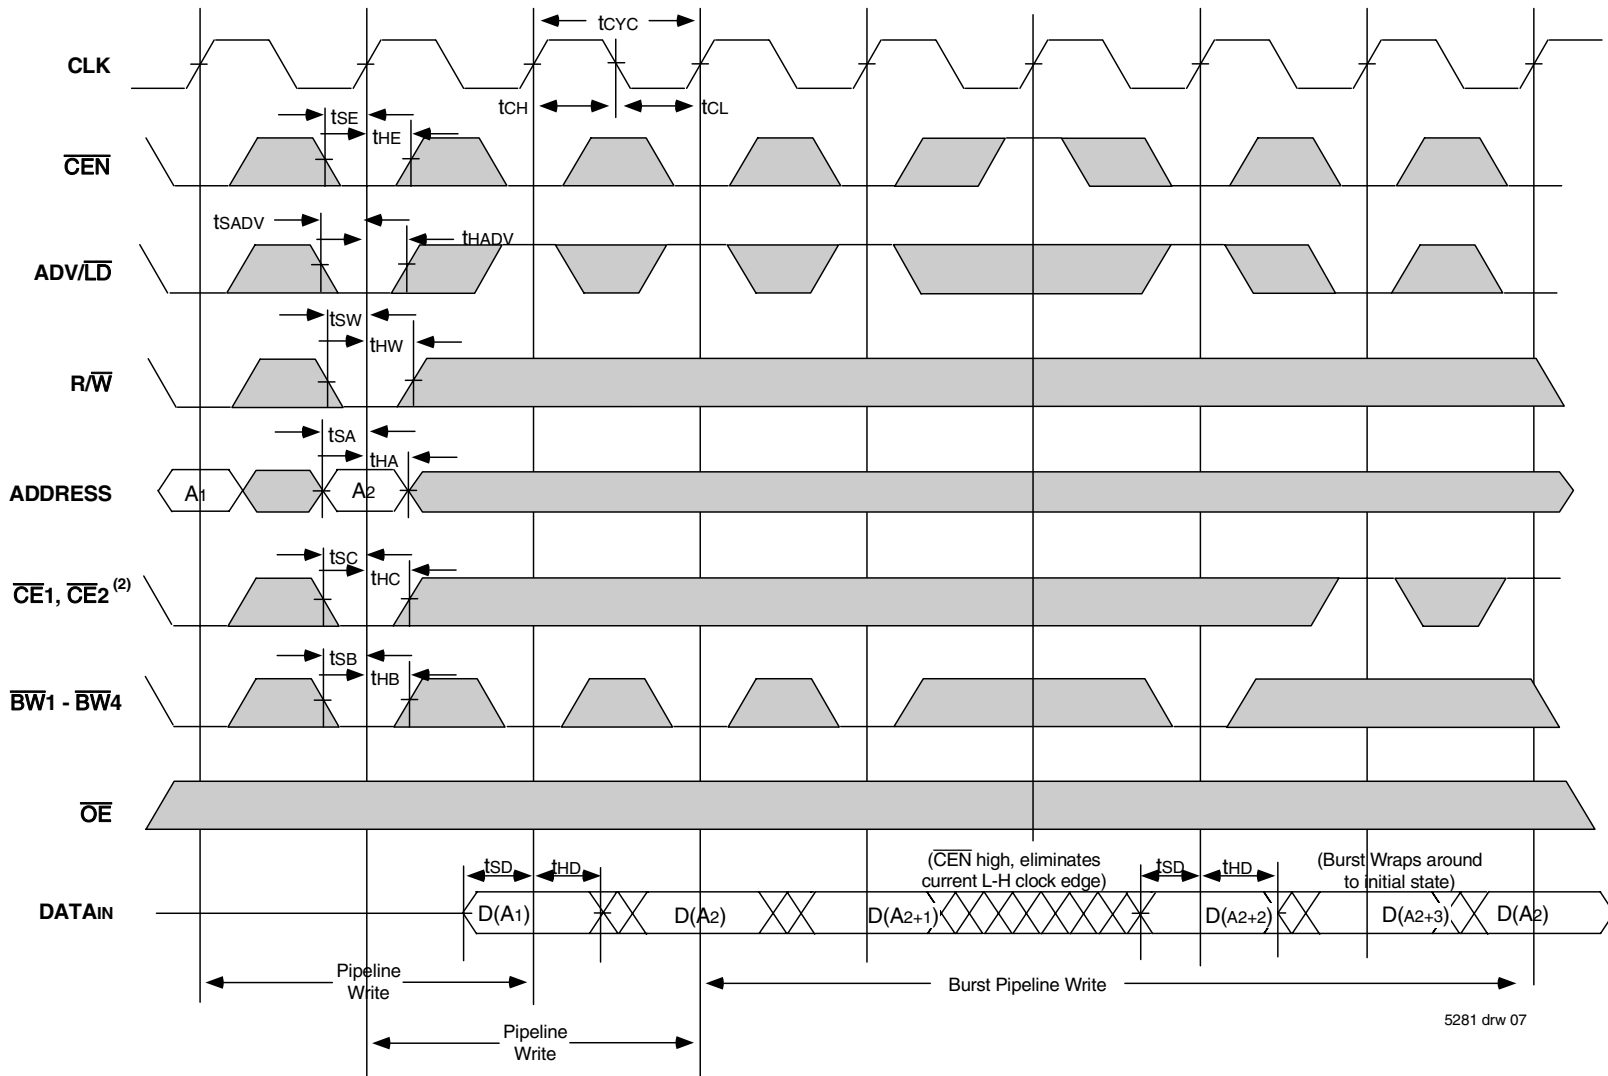 tCYC
CLK
tCH
tCL
tSE
tHE
CEN
tSADV
tHADV
ADV/LD
tSW
tHW
R/W
tSA
tHA
ADDRESS
A1
A2
tSC
tHC
CE1, CE2 (2)
tSB
tHB
BW1 - BW4
OE
(CEN high, eliminates
current L-H clock edge)
(Burst Wraps around
to initial state)
tSD
tHD
tSD
tHD
DATAIN
D(A1)
D(A2)
D(A2+1)
D(A2+2)
D(A2+3)
D(A2)
Pipeline
Write
Burst Pipeline Write
Pipeline
Write
5281 drw 07